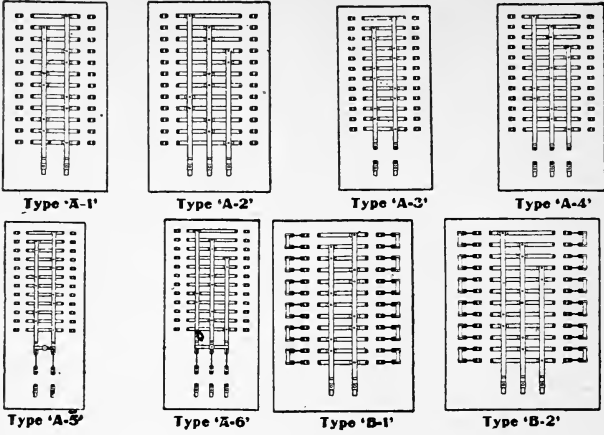 Type 'A-1'
Type 'A-2'
Type 'A-3'
Type 'A-4'
Type 'A-5'
Type 'A-6'
Type 'B-1'
Type 'B-2'